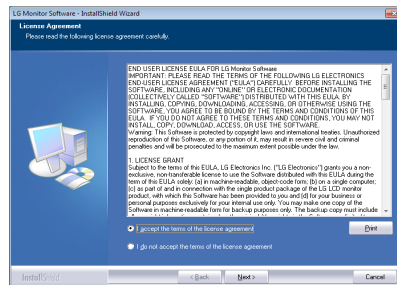 LG Monitor Software - InstallShield Wizard
License Agreement
Please read the following license agreement carefully.
END USER LICENSE EULA FOR LG Monitor Software
IMPORTANT: PLEASE READ THE TERMS OF THE FOLLOWING LG ELECTRONICS
END-USER LICENSE AGREEMENT ("EULA") CAREFULLY BEFORE INSTALLING THE
SOFTWARE, INCLUDING ANY "ONLINE" OR ELECTRONIC DOCUMENTATION
(COLLECTIVELY CALLED "SOFTWARE") DISTRIBUTED WITH THIS EULA. BY
INSTALLING, COPYING, DOWNLOADING, ACCESSING, OR OTHERWISE USING THE
SOFTWARE, YOU AGREE TO BE BOUND BY THE TERMS AND CONDITIONS OF THIS
EULA. IF YOU DO NOT AGREE TO THESE TERMS AND CONDITIONS, YOU MAY NOT
INSTALL, COPY, DOWNLOAD, ACCESS, OR USE THE SOFTWARE.
Warning: This Software is protected by copyright laws and international treaties. Unauthorized
reproduction of this Software, or any portion of it, may result in severe civil and criminal
penalties and will be prosecuted to the maximum extent possible under the law.
1. LICENSE GRANT
Subject to the terms of this EULA, LG Electronics Inc. ("LG Electronics") grants you a non-
exclusive, non-transferable license to use the Software distributed with this EULA during the
term of this EULA solely: (a) in machine-readable, object-code form; (b) on a single computer;
(c) as part of and in connection with the single product package of the LG LCD monitor
product, with which this Software has been provided to you and (d) for your business or
personal purposes exclusively for your internal use only. You may make one copy of the
Software in machine readable form for backup purposes only. The backup copy must include
I accept the terms of the license agreement
Print
I do not accept the terms of the license agreement
InstallShield
< Back
Next >
Cancel